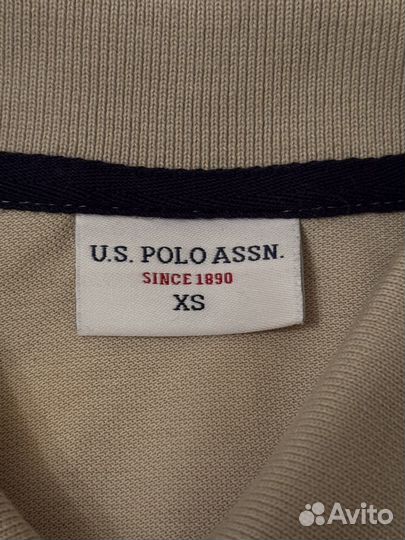 U.S. POLO ASSN.
SINCE 1890
XS
Avito